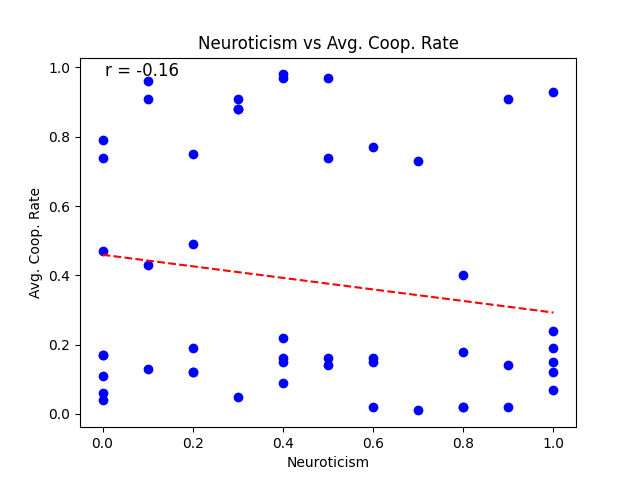 Neuroticism vs Avg. Coop. Rate
r = -0.16
1.0
0.8
0.6
0.4
0.2
0.0
Avg. Coop. Rate
0.0 0.2 0.4 0.6 0.8 1.0
Neuroticism